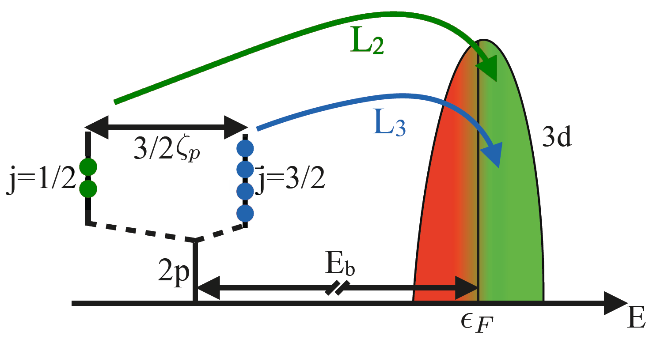 L₂
L₃
3/2ζₚ
3d
j=1/2
j=3/2
2p
E_b
ϵ_F
E